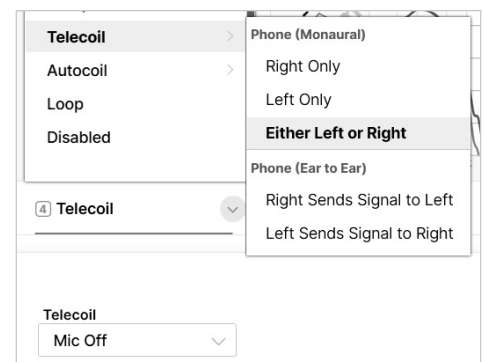 Telecoil
Autocoil
Loop
Disabled
Phone (Monaural)
Right Only
Left Only
Either Left or Right
Phone (Ear to Ear)
Right Sends Signal to Left
Left Sends Signal to Right
4 Telecoil
Telecoil
Mic Off